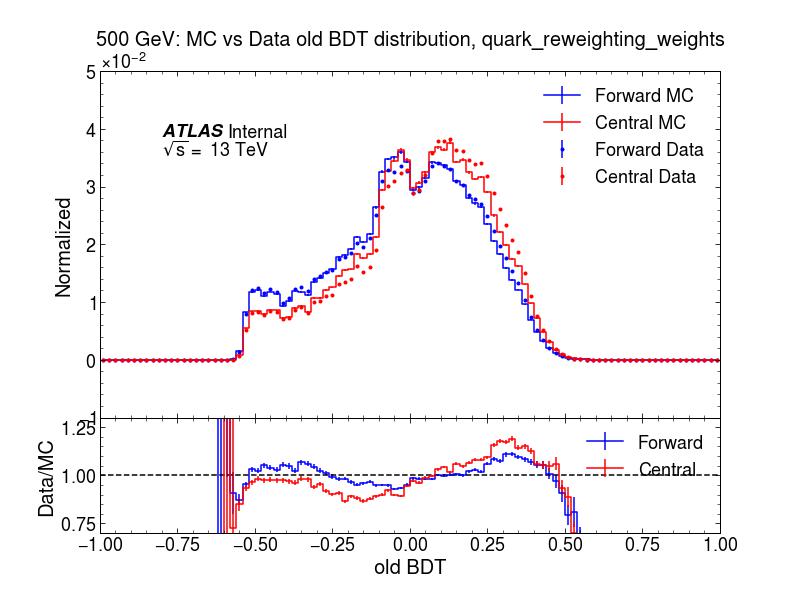 500 GeV: MC vs Data old BDT distribution, quark_reweighting_weights
×10⁻²
5
4
3
2
1
0
−1
Normalized
ATLAS Internal
√s = 13 TeV
Forward MC
Central MC
Forward Data
Central Data
1.25
1.00
0.75
Data/MC
Forward
Central
−1.00 −0.75 −0.50 −0.25 0.00 0.25 0.50 0.75 1.00
old BDT